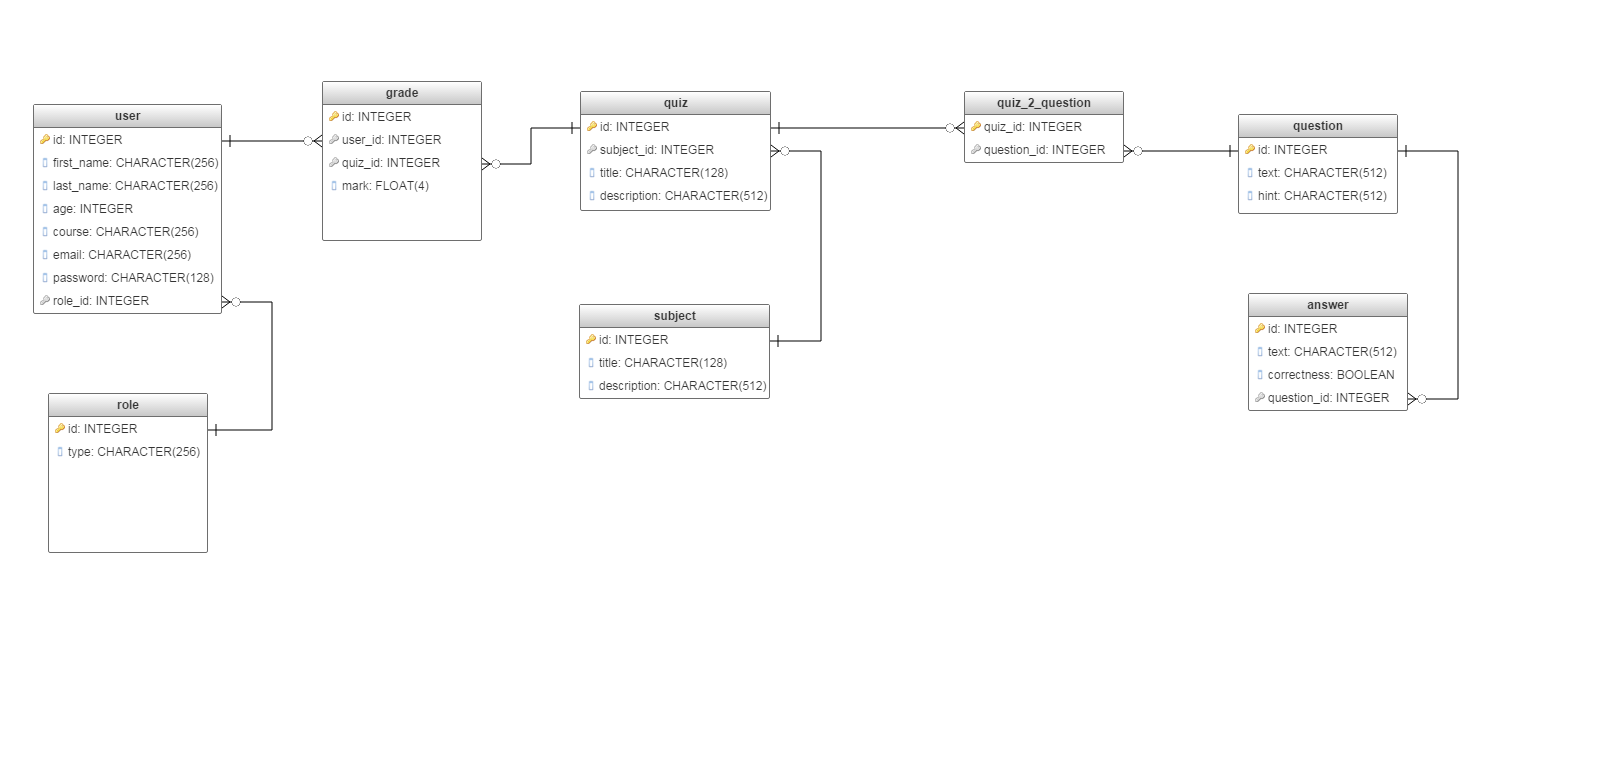 user
id: INTEGER
first_name: CHARACTER(256)
last_name: CHARACTER(256)
age: INTEGER
course: CHARACTER(256)
email: CHARACTER(256)
password: CHARACTER(128)
role_id: INTEGER
role
id: INTEGER
type: CHARACTER(256)
grade
id: INTEGER
user_id: INTEGER
quiz_id: INTEGER
mark: FLOAT(4)
quiz
id: INTEGER
subject_id: INTEGER
title: CHARACTER(128)
description: CHARACTER(512)
subject
id: INTEGER
title: CHARACTER(128)
description: CHARACTER(512)
quiz_2_question
quiz_id: INTEGER
question_id: INTEGER
question
id: INTEGER
text: CHARACTER(512)
hint: CHARACTER(512)
answer
id: INTEGER
text: CHARACTER(512)
correctness: BOOLEAN
question_id: INTEGER